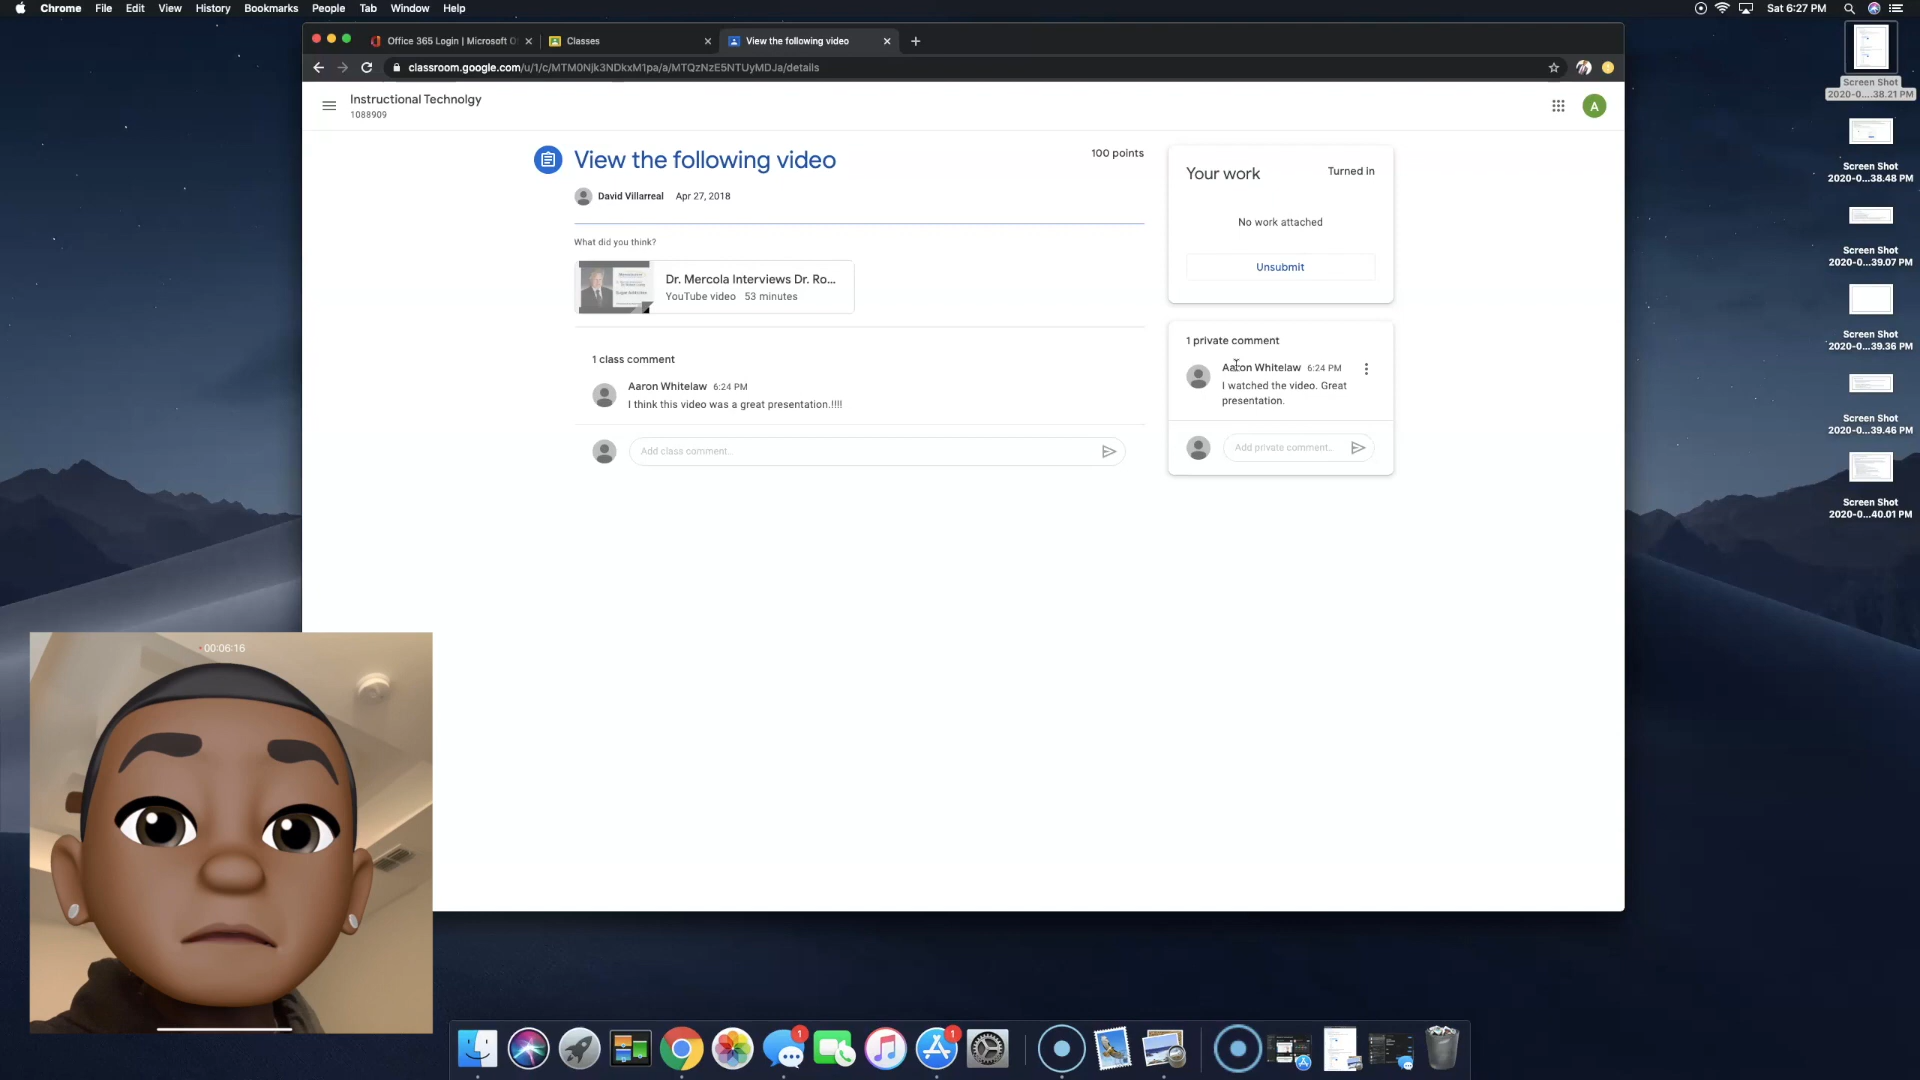 Chrome File Edit View History Bookmarks People Tab Window Help
Sat 6:27 PM
Office 365 Login | Microsoft O
Classes
View the following video
classroom.google.com/u/1/c/MTM0Njk3NDkxM1pa/a/MTQzNzE5NTUyMDJa/details
Instructional Technolgy
1088909
A
View the following video
100 points
David Villarreal Apr 27, 2018
What did you think?
Dr. Mercola Interviews Dr. Ro...
YouTube video 53 minutes
1 class comment
Aaron Whitelaw 6:24 PM
I think this video was a great presentation.!!!!
Add class comment..
Your work
Turned in
No work attached
Unsubmit
1 private comment
Aaron Whitelaw 6:24 PM
I watched the video. Great
presentation.
Add private comment..
Screen Shot
2020-0....38.21 PM
Screen Shot
2020-0...38.48 PM
Screen Shot
2020-0...39.07 PM
Screen Shot
2020-0...39.36 PM
Screen Shot
2020-0...39.46 PM
Screen Shot
2020-0...40.01 PM
00:06:16
1
1